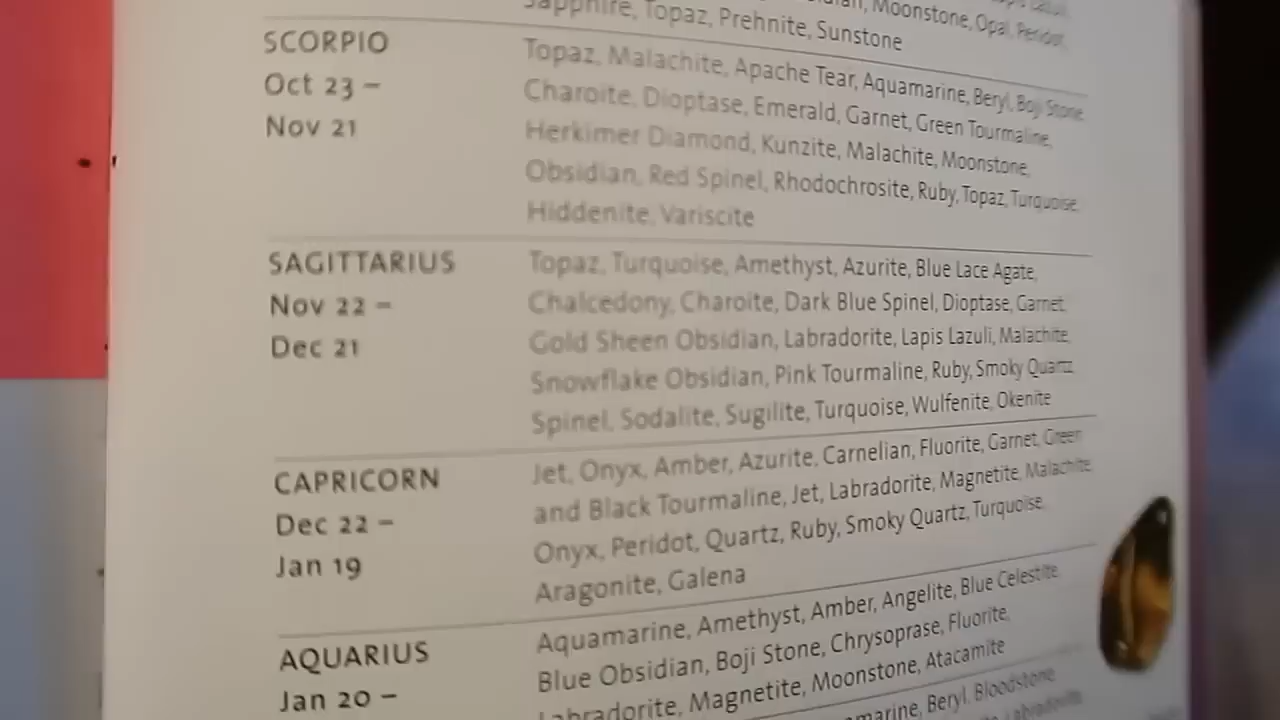 Moonstone, Opal, Peridot,
Sapphire, Topaz, Prehnite, Sunstone
SCORPIO
Oct 23 –
Nov 21
Topaz, Malachite, Apache Tear, Aquamarine, Beryl, Boji Stone,
Charoite, Dioptase, Emerald, Garnet, Green Tourmaline,
Herkimer Diamond, Kunzite, Malachite, Moonstone,
Obsidian, Red Spinel, Rhodochrosite, Ruby, Topaz, Turquoise,
Hiddenite, Variscite
SAGITTARIUS
Nov 22 –
Dec 21
Topaz, Turquoise, Amethyst, Azurite, Blue Lace Agate,
Chalcedony, Charoite, Dark Blue Spinel, Dioptase, Garnet,
Gold Sheen Obsidian, Labradorite, Lapis Lazuli, Malachite,
Snowflake Obsidian, Pink Tourmaline, Ruby, Smoky Quartz,
Spinel, Sodalite, Sugilite, Turquoise, Wulfenite, Okenite
CAPRICORN
Dec 22 –
Jan 19
Jet, Onyx, Amber, Azurite, Carnelian, Fluorite, Garnet, Green
and Black Tourmaline, Jet, Labradorite, Magnetite, Malachite,
Onyx, Peridot, Quartz, Ruby, Smoky Quartz, Turquoise,
Aragonite, Galena
AQUARIUS
Jan 20 –
Aquamarine, Amethyst, Amber, Angelite, Blue Celestite,
Blue Obsidian, Boji Stone, Chrysoprase, Fluorite,
Labradorite, Magnetite, Moonstone, Atacamite
Beryl, Bloodstone